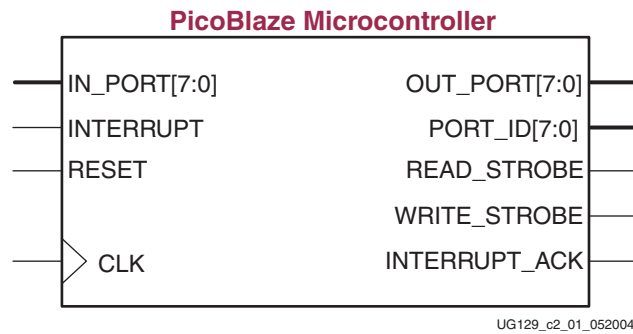 PicoBlaze Microcontroller
IN_PORT[7:0]
OUT_PORT[7:0]
INTERRUPT
PORT_ID[7:0]
RESET
READ_STROBE
WRITE_STROBE
CLK
INTERRUPT_ACK
UG129_c2_01_052004